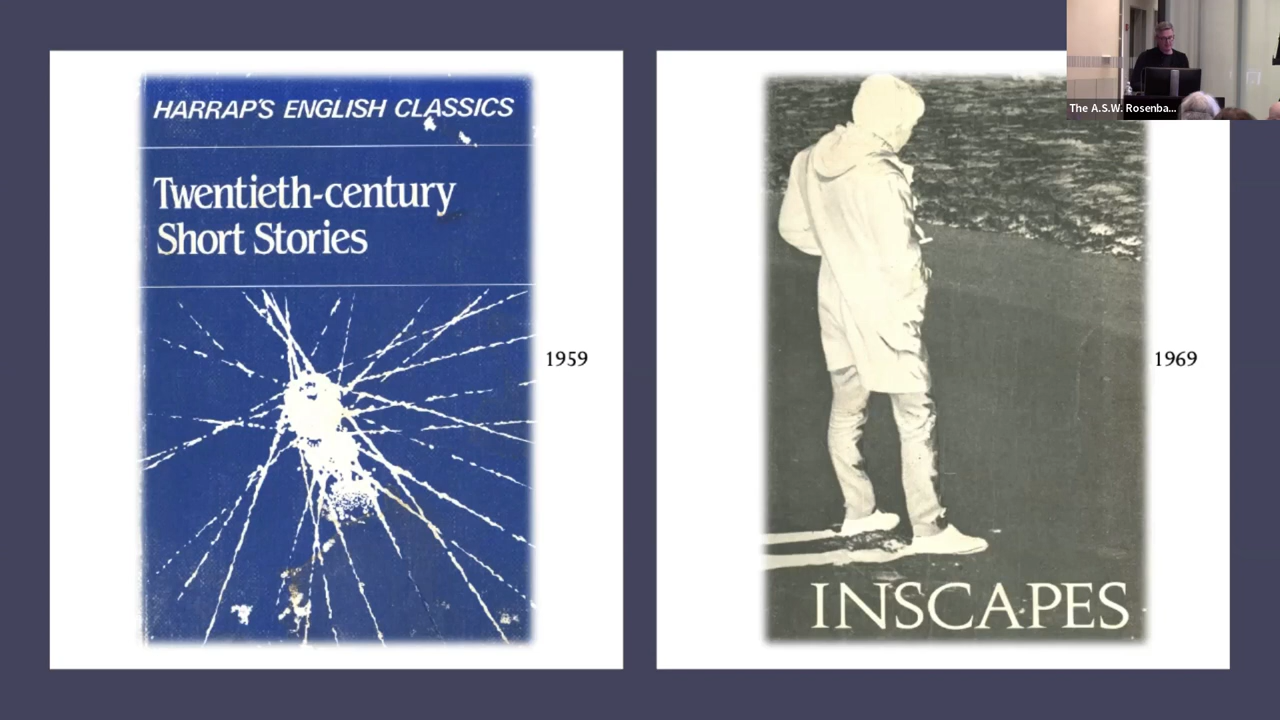 HARRAP'S ENGLISH CLASSICS
Twentieth-century
Short Stories
1959
INSCAPES
1969
The A.S.W. Rosenba...